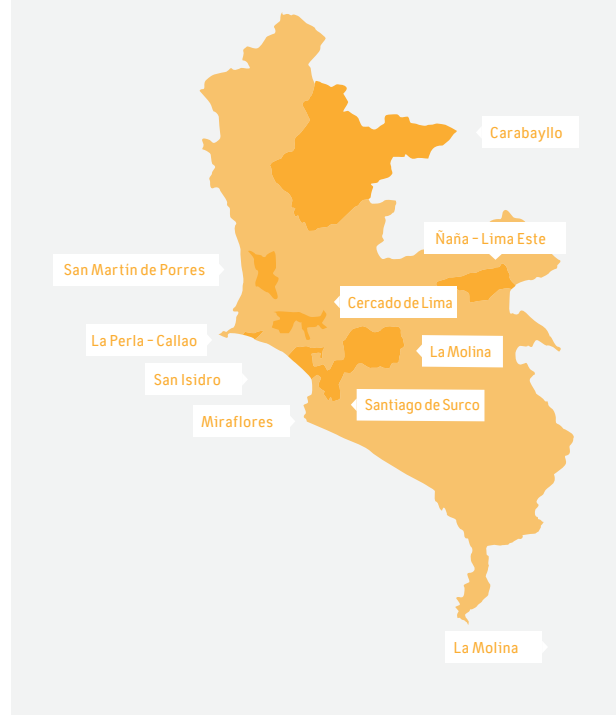 Carabayllo
Ñaña - Lima Este
San Martin de Porres
Cercado de Lima
La Perla - Callao
La Molina
San Isidro
Santiago de Surco
Miraflores
La Molina